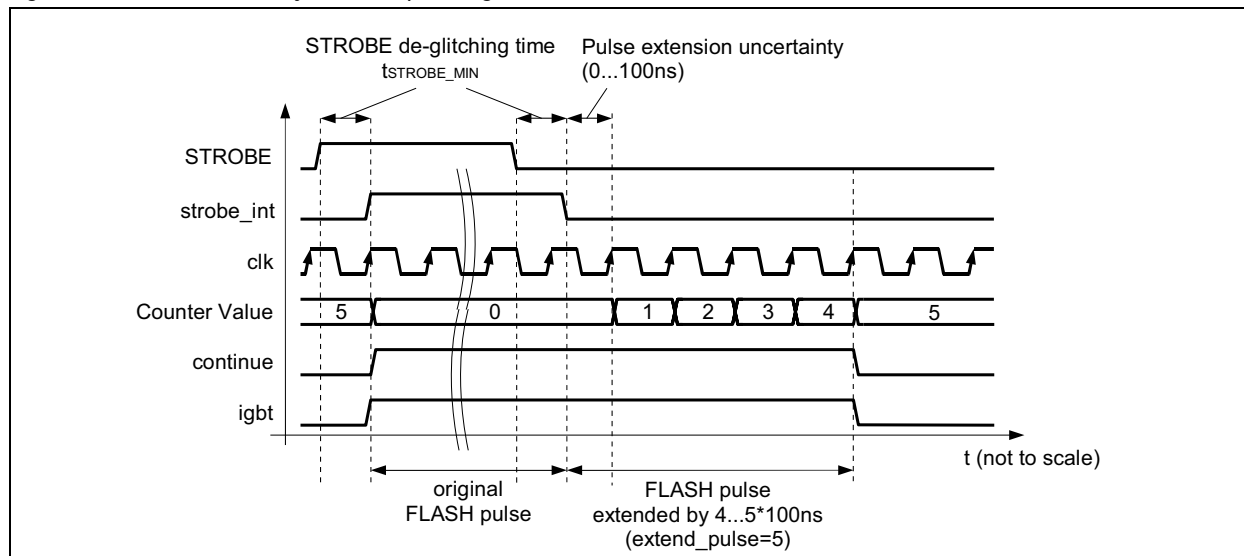 STROBE de-glitching time
tSTROBE_MIN
Pulse extension uncertainty
(0...100ns)
STROBE
strobe_int
clk
Counter Value
5
0
1
2
3
4
5
continue
igbt
t (not to scale)
original
FLASH pulse
FLASH pulse
extended by 4...5*100ns
(extend_pulse=5)